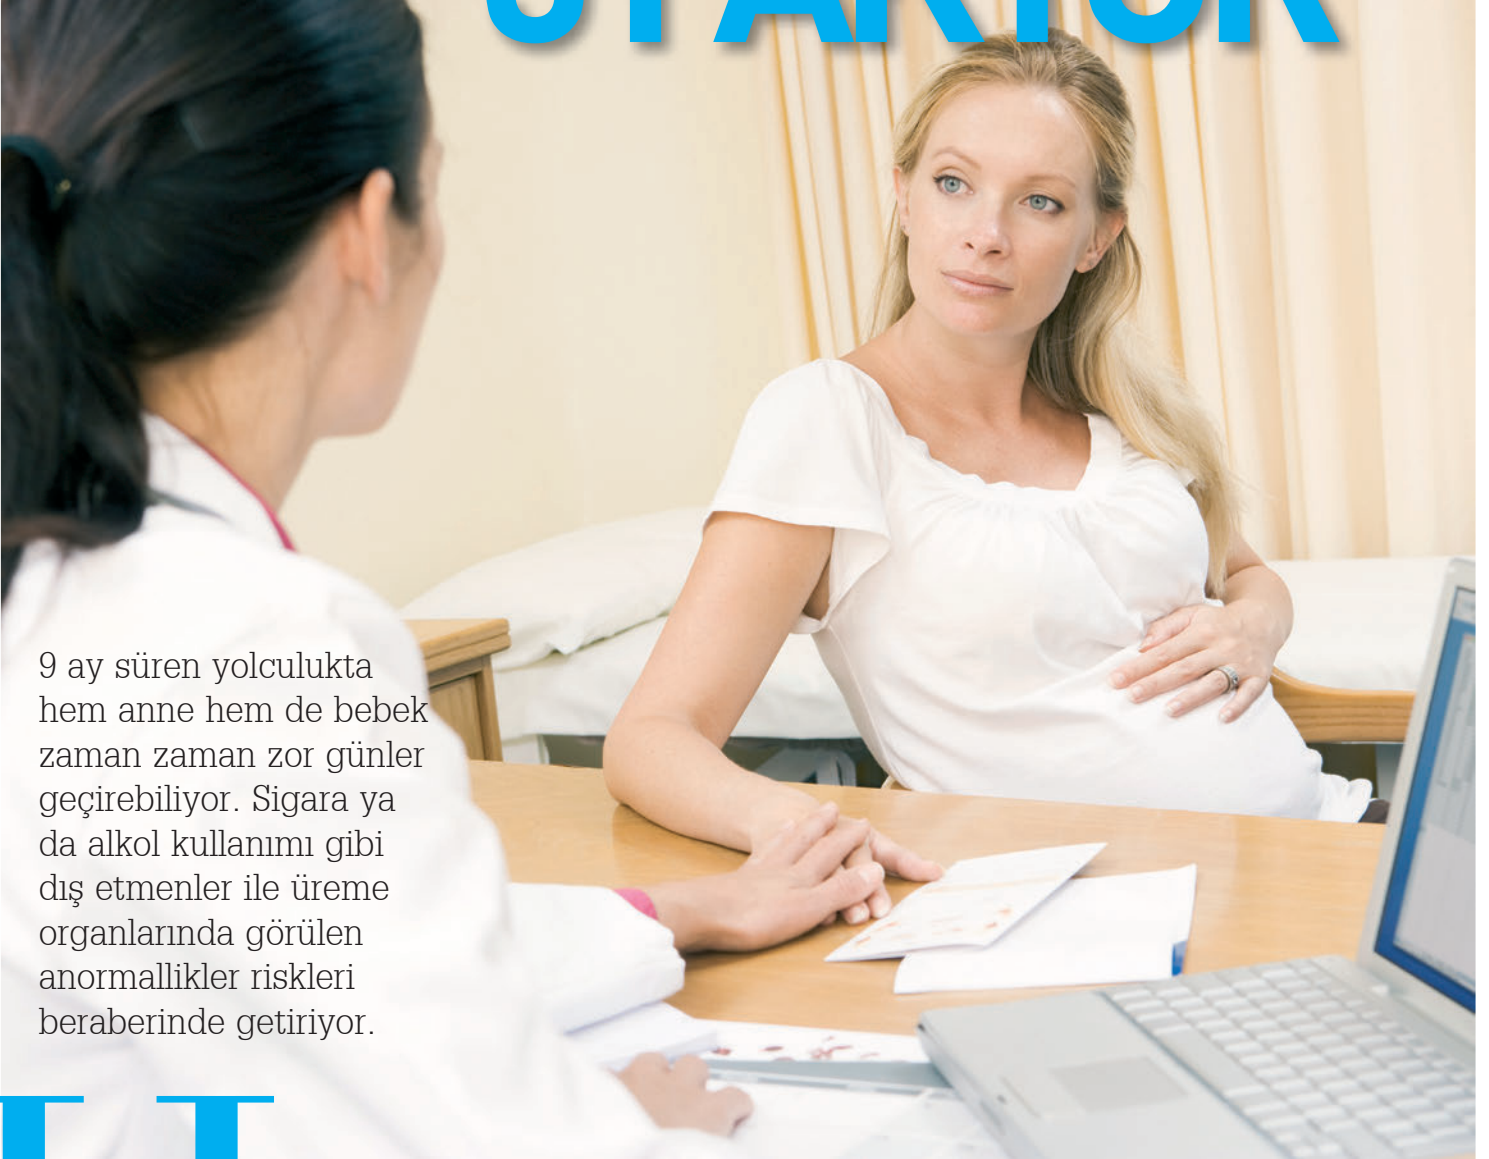 9 ay süren yolculukta
hem anne hem de bebek
zaman zaman zor günler
geçirebiliyor. Sigara ya
da alkol kullanımı gibi
dış etmenler ile üreme
organlarında görülen
anormallikler riskleri
beraberinde getiriyor.